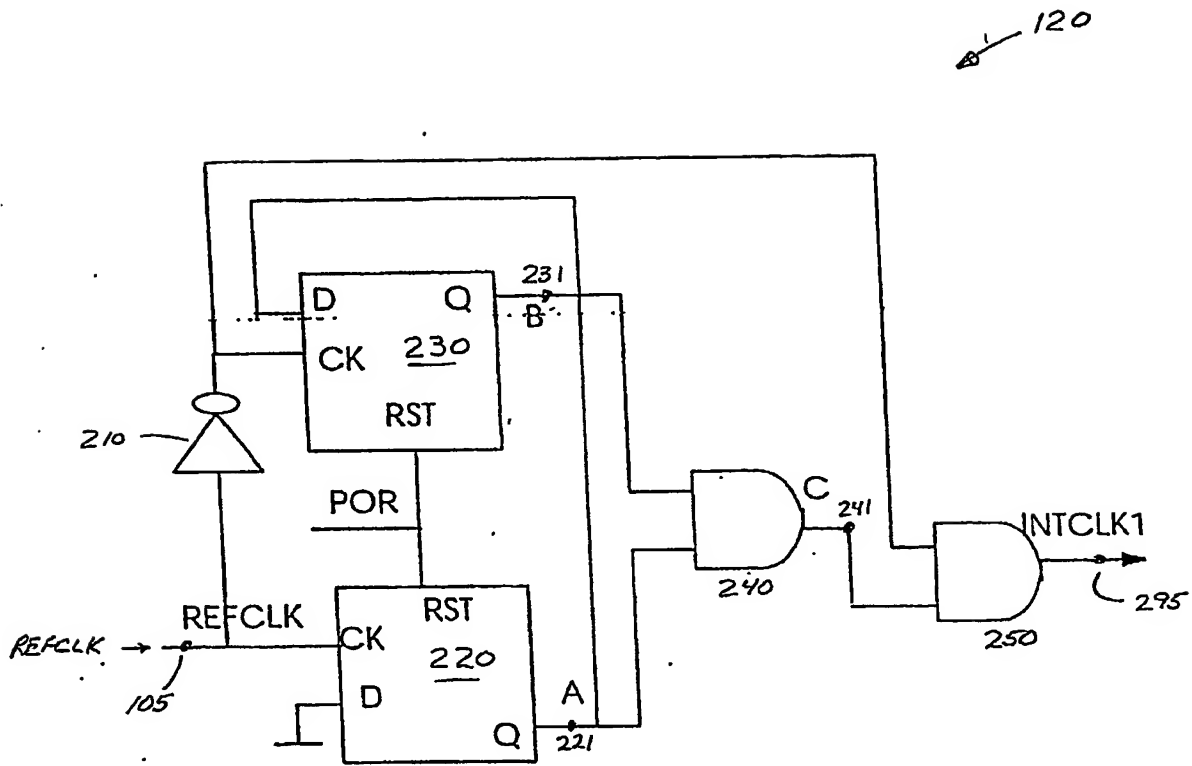 120
231
D Q
B
CK 230
RST
210
POR
C
241
INTCLK1
240
295
250
REFCLK
RST
REFCLK
CK
220
105
D
A
Q
221